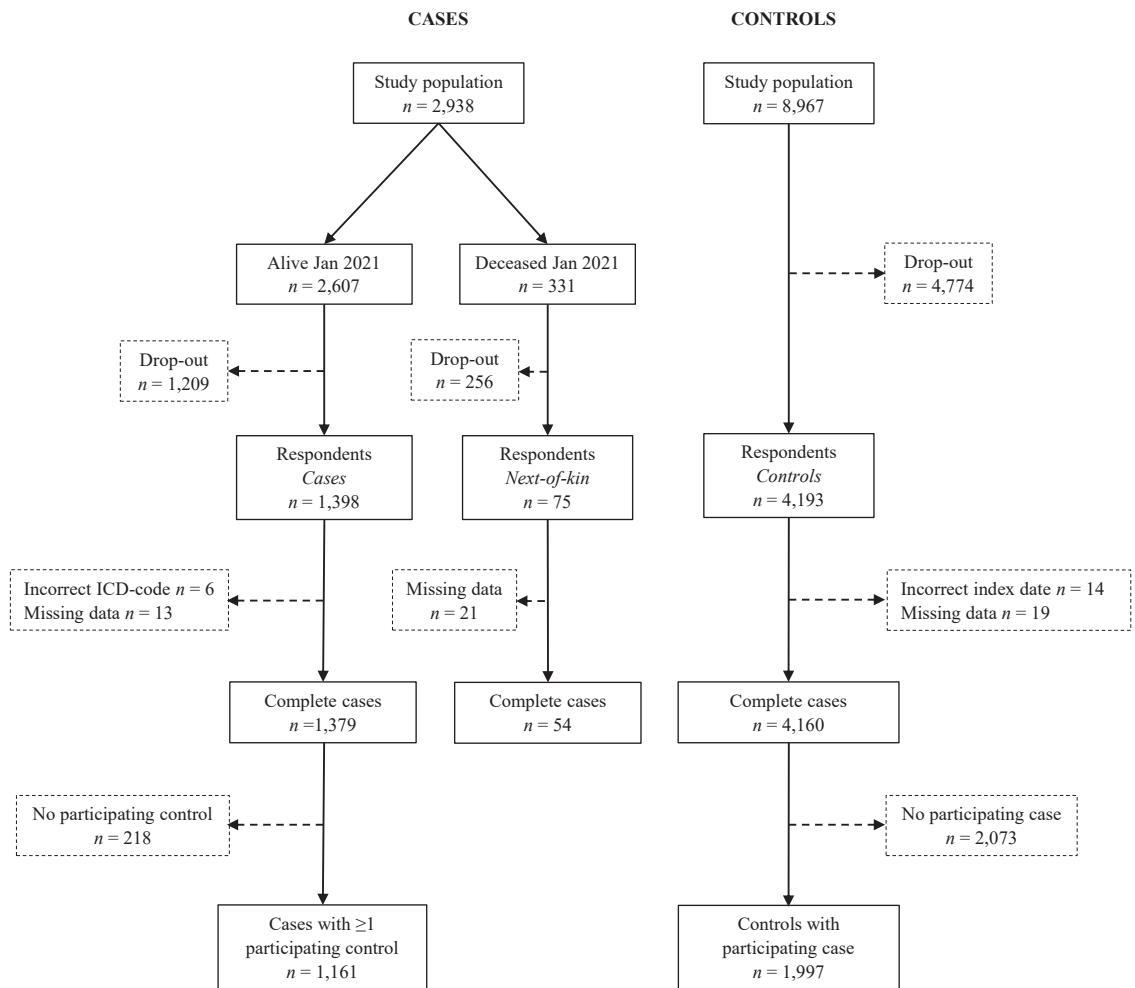 CASES
CONTROLS
Study population
n = 2,938
Study population
n = 8,967
Alive Jan 2021
n = 2,607
Deceased Jan 2021
n = 331
Drop-out
n = 4,774
Drop-out
n = 1,209
Drop-out
n = 256
Respondents
Cases
n = 1,398
Respondents
Next-of-kin
n = 75
Respondents
Controls
n = 4,193
Incorrect ICD-code n = 6
Missing data n = 13
Missing data
n = 21
Incorrect index date n = 14
Missing data n = 19
Complete cases
n =1,379
Complete cases
n = 54
Complete cases
n = 4,160
No participating control
n = 218
No participating case
n = 2,073
Cases with ≥1
participating control
n = 1,161
Controls with
participating case
n = 1,997